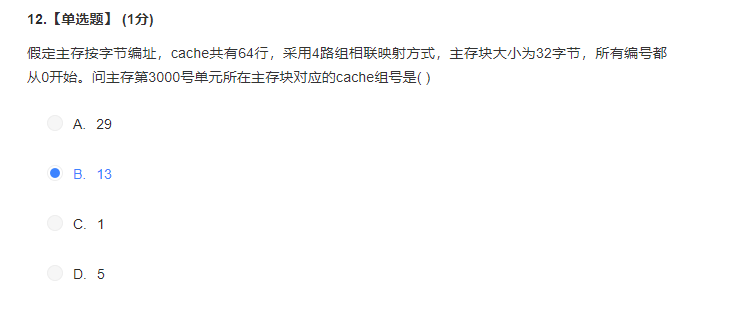 12.【单选题】 (1分)
假定主存按字节编址，cache共有64行，采用4路组相联映射方式，主存块大小为32字节，所有编号都
从0开始。问主存第3000号单元所在主存块对应的cache组号是( )
A. 29
B. 13
C. 1
D. 5